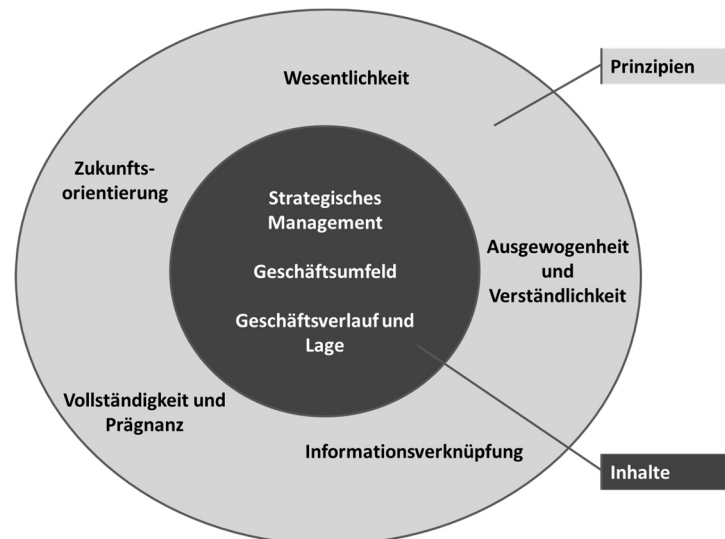 Wesentlichkeit
Prinzipien
Zukunfts-
orientierung
Strategisches
Management
Geschäftsumfeld
Geschäftsverlauf und
Lage
Ausgewogenheit
und
Verständlichkeit
Vollständigkeit und
Prägnanz
Informationsverknüpfung
Inhalte